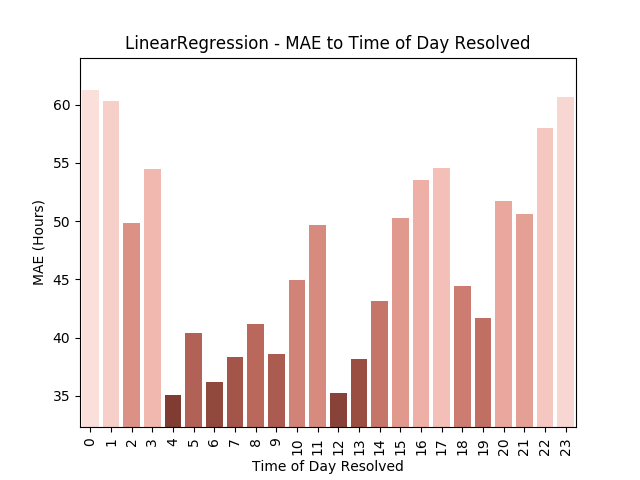 LinearRegression - MAE to Time of Day Resolved
MAE (Hours)
60
55
50
45
40
35
0 1 2 3 4 5 6 7 8 9 10 11 12 13 14 15 16 17 18 19 20 21 22 23
Time of Day Resolved